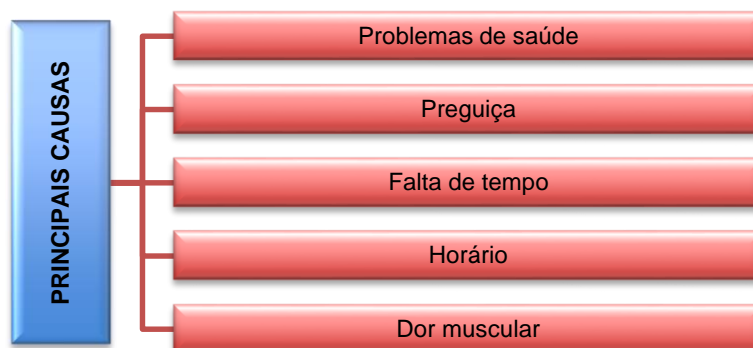 PRINCIPAIS CAUSAS
Problemas de saúde
Preguiça
Falta de tempo
Horário
Dor muscular